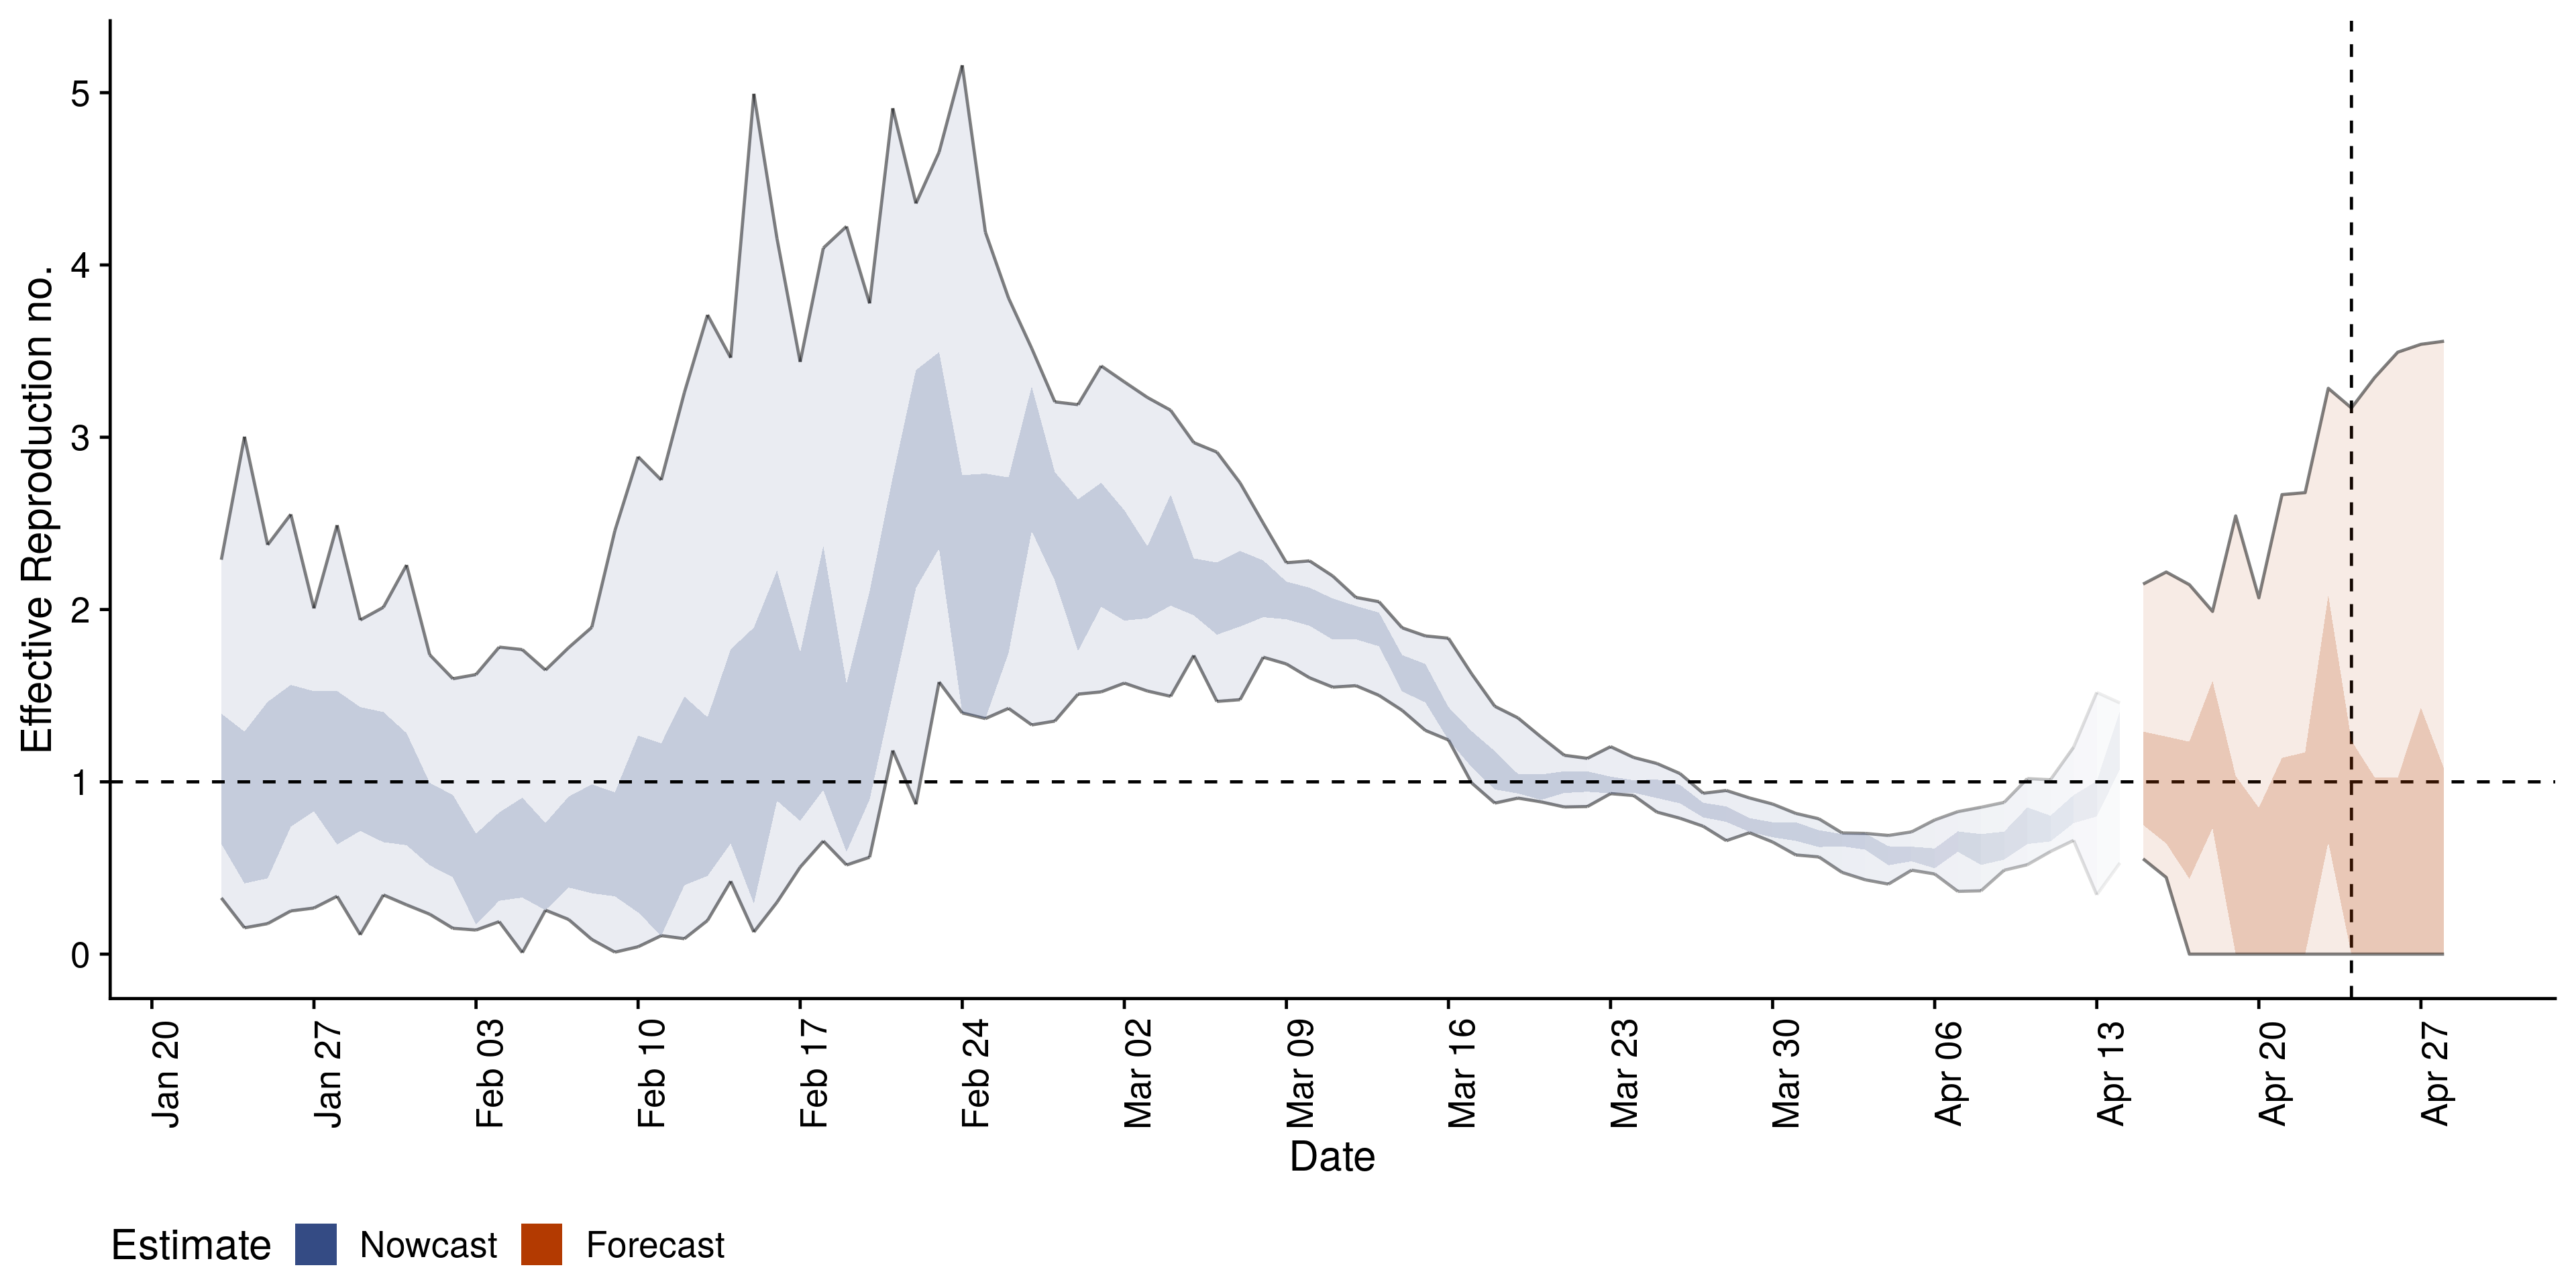 Effective Reproduction no.
5
4
3
2
1
0
Jan 20
Jan 27
Feb 03
Feb 10
Feb 17
Feb 24
Mar 02
Mar 09
Mar 16
Mar 23
Mar 30
Apr 06
Apr 13
Apr 20
Apr 27
Date
Estimate Nowcast Forecast